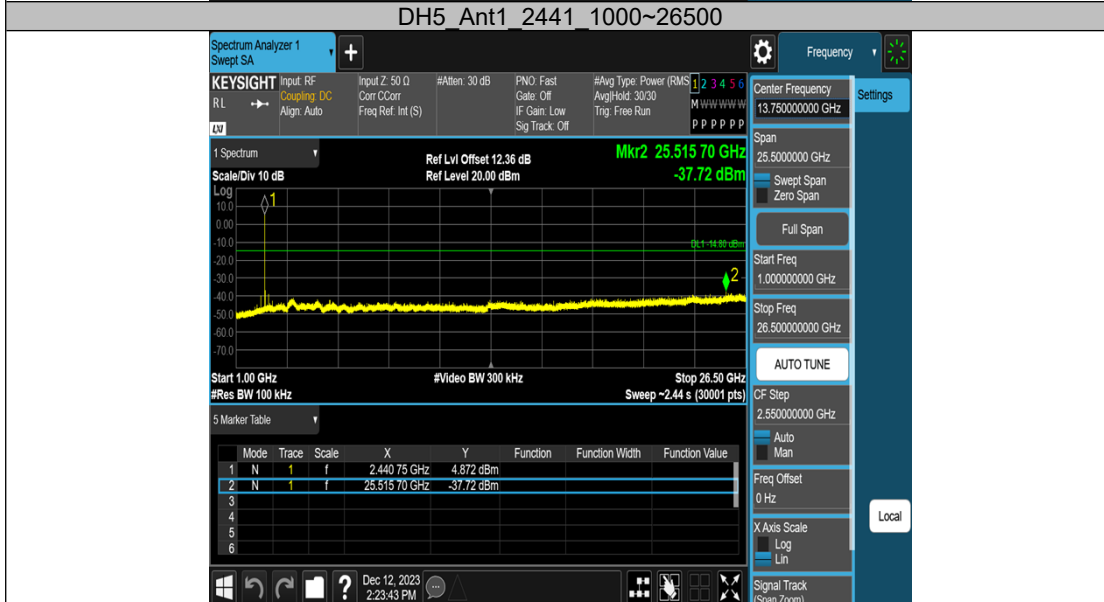 DH5_Ant1_2441_1000~26500
Spectrum Analyzer 1
Swept SA
Frequency
KEYSIGHT
RL
LXI
Input: RF
Coupling: DC
Align: Auto
Input Z: 50 Ω
Corr CCorr
Freq Ref: Int (S)
#Atten: 30 dB
PNO: Fast
Gate: Off
IF Gain: Low
Sig Track: Off
#Avg Type: Power (RMS
Avg|Hold: 30/30
Trig: Free Run
1 2 3 4 5 6
M W W W W W
P P P P P P
1 Spectrum
Scale/Div 10 dB
Ref Lvl Offset 12.36 dB
Ref Level 20.00 dBm
Mkr2 25.515 70 GHz
-37.72 dBm
Log
10.0
0.00
-10.0
-20.0
-30.0
-40.0
-50.0
-60.0
-70.0
1
DL1 -14.80 dBm
2
Start 1.00 GHz
#Res BW 100 kHz
#Video BW 300 kHz
Stop 26.50 GHz
Sweep ~2.44 s (30001 pts)
5 Marker Table
Mode Trace Scale X Y Function Function Width Function Value
1 N 1 f 2.440 75 GHz 4.872 dBm
2 N 1 f 25.515 70 GHz -37.72 dBm
3
4
5
6
Dec 12, 2023
2:23:43 PM
Center Frequency
13.750000000 GHz
Settings
Span
25.5000000 GHz
Swept Span
Zero Span
Full Span
Start Freq
1.000000000 GHz
Stop Freq
26.500000000 GHz
AUTO TUNE
CF Step
2.550000000 GHz
Auto
Man
Freq Offset
0 Hz
X Axis Scale
Log
Lin
Signal Track
(Span Zoom)
Local